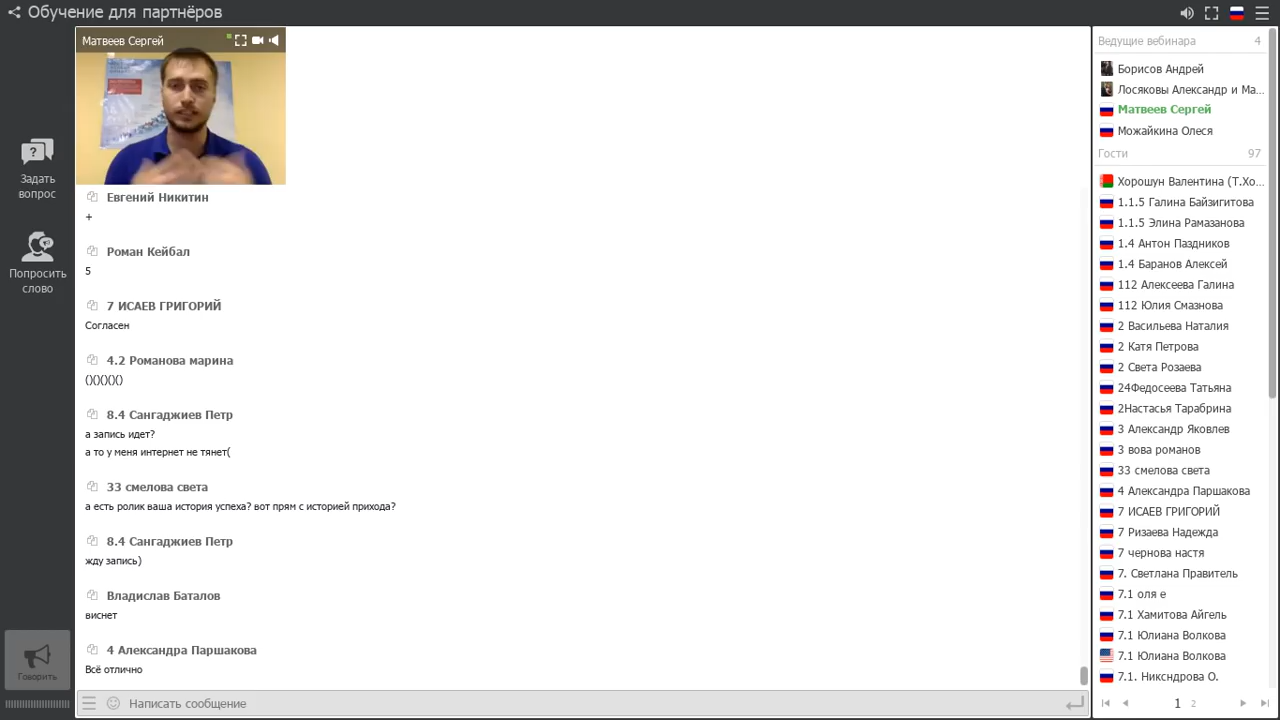 Обучение для партнёров
Матвеев Сергей
Задать
вопрос
Попросить
слово
Говорить
Евгений Никитин
+
Роман Кейбал
5
7 ИСАЕВ ГРИГОРИЙ
Согласен
4.2 Романова марина
()()()()()
8.4 Сангаджиев Петр
а запись идет?
а то у меня интернет не тянет(
33 смелова света
а есть ролик ваша история успеха? вот прям с историей прихода?
8.4 Сангаджиев Петр
жду запись)
Владислав Баталов
виснет
4 Александра Паршакова
Всё отлично
Написать сообщение
Ведущие вебинара 4
Борисов Андрей
Лосяковы Александр и Ма...
Матвеев Сергей
Можайкина Олеся
Гости 97
Хорошун Валентина (Т.Хо...
1.1.5 Галина Байзигитова
1.1.5 Элина Рамазанова
1.4 Антон Паздников
1.4 Баранов Алексей
112 Алексеева Галина
112 Юлия Смазнова
2 Васильева Наталия
2 Катя Петрова
2 Света Розаева
24Федосеева Татьяна
2Настасья Тарабрина
3 Александр Яковлев
3 вова романов
33 смелова света
4 Александра Паршакова
7 ИСАЕВ ГРИГОРИЙ
7 Ризаева Надежда
7 чернова настя
7. Светлана Правитель
7.1 оля е
7.1 Хамитова Айгель
7.1 Юлиана Волкова
7.1 Юлиана Волкова
7.1. Никсндрова О.
1 2